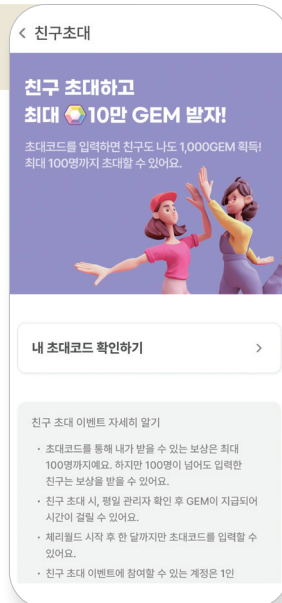 친구초대
친구 초대하고
최대 10만 GEM 받자!
초대코드를 입력하면 친구도 나도 1,000GEM 획득!
최대 100명까지 초대할 수 있어요.
내 초대코드 확인하기
친구 초대 이벤트 자세히 알기
· 초대코드를 통해 내가 받을 수 있는 보상은 최대
100명까지예요. 하지만 100명이 넘어도 입력한
친구는 보상을 받을 수 있어요.
· 친구 초대 시, 평일 관리자 확인 후 GEM이 지급되어
시간이 걸릴 수 있어요.
· 체리월드 시작 후 한 달까지만 초대코드를 입력할 수
있어요.
· 친구 초대 이벤트에 참여할 수 있는 계정은 1인